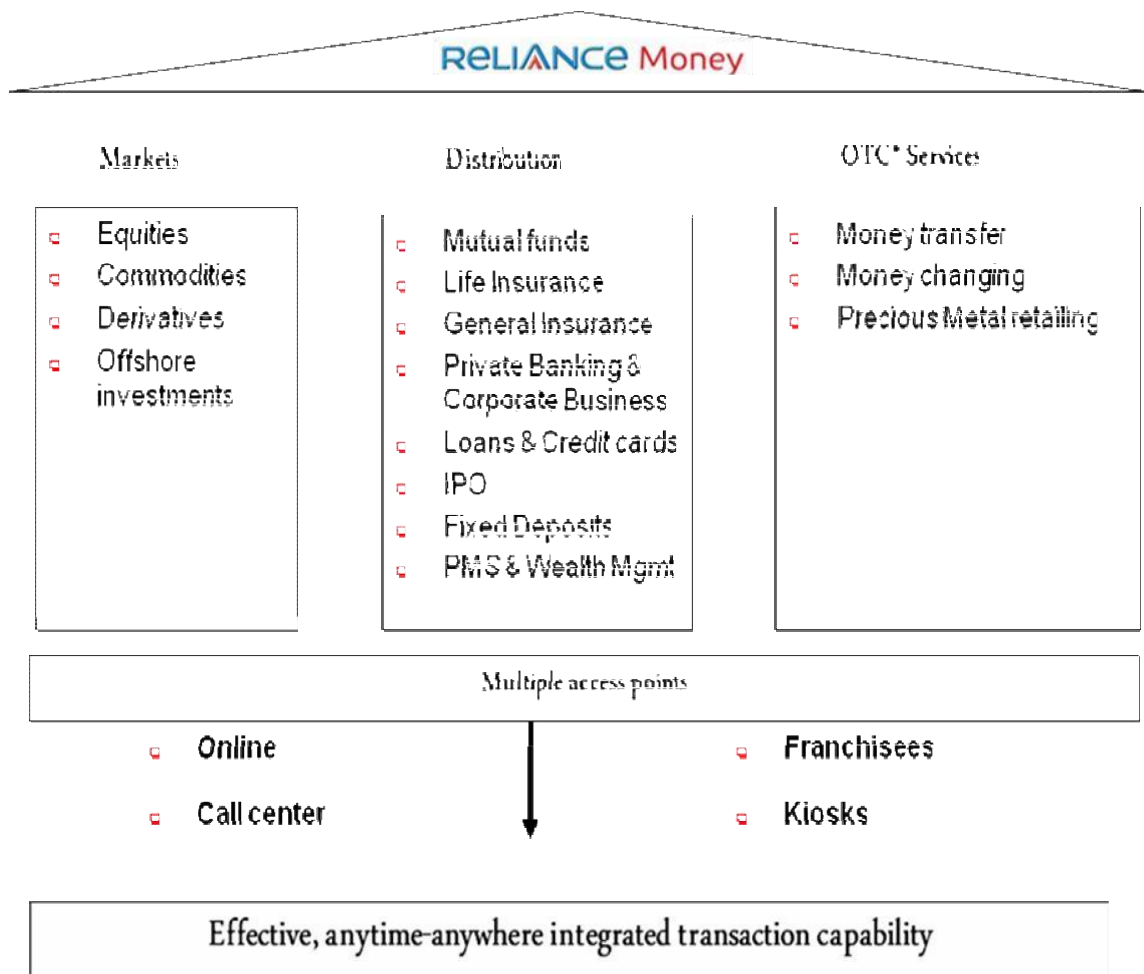 RELIANCE Money
Markets
Distribution
OTC* Services
Equities
Commodities
Derivatives
Offshore
investments
Mutual funds
Life Insurance
General Insurance
Private Banking &
Corporate Business
Loans & Credit cards
IPO
Fixed Deposits
PMS & Wealth Mgmt
Money transfer
Money changing
Precious Metal retailing
Multiple access points
Online
Call center
Franchisees
Kiosks
Effective, anytime-anywhere integrated transaction capability